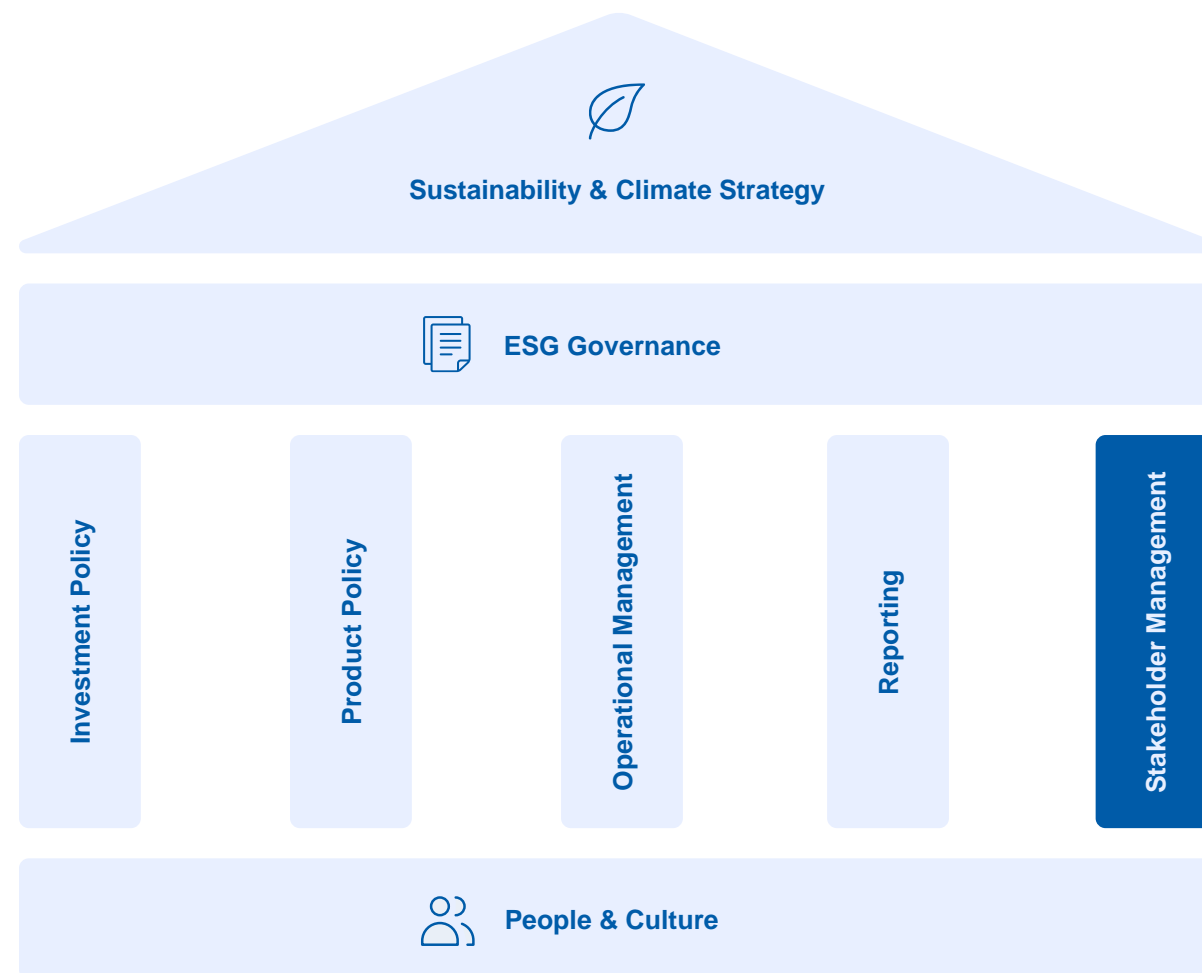 Sustainability & Climate Strategy
ESG Governance
Investment Policy
Product Policy
Operational Management
Reporting
Stakeholder Management
People & Culture